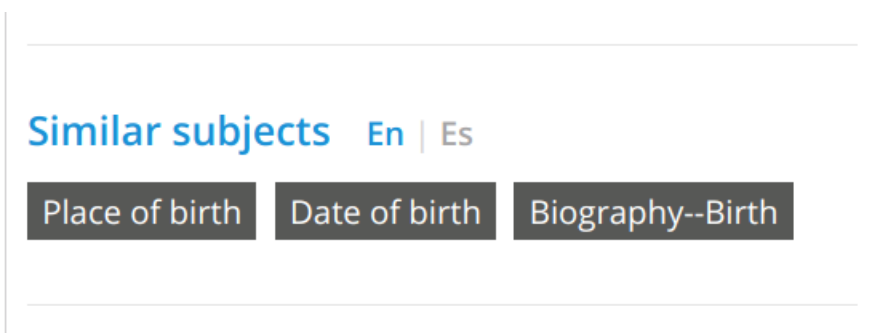 Similar subjects En | Es
Place of birth Date of birth Biography--Birth